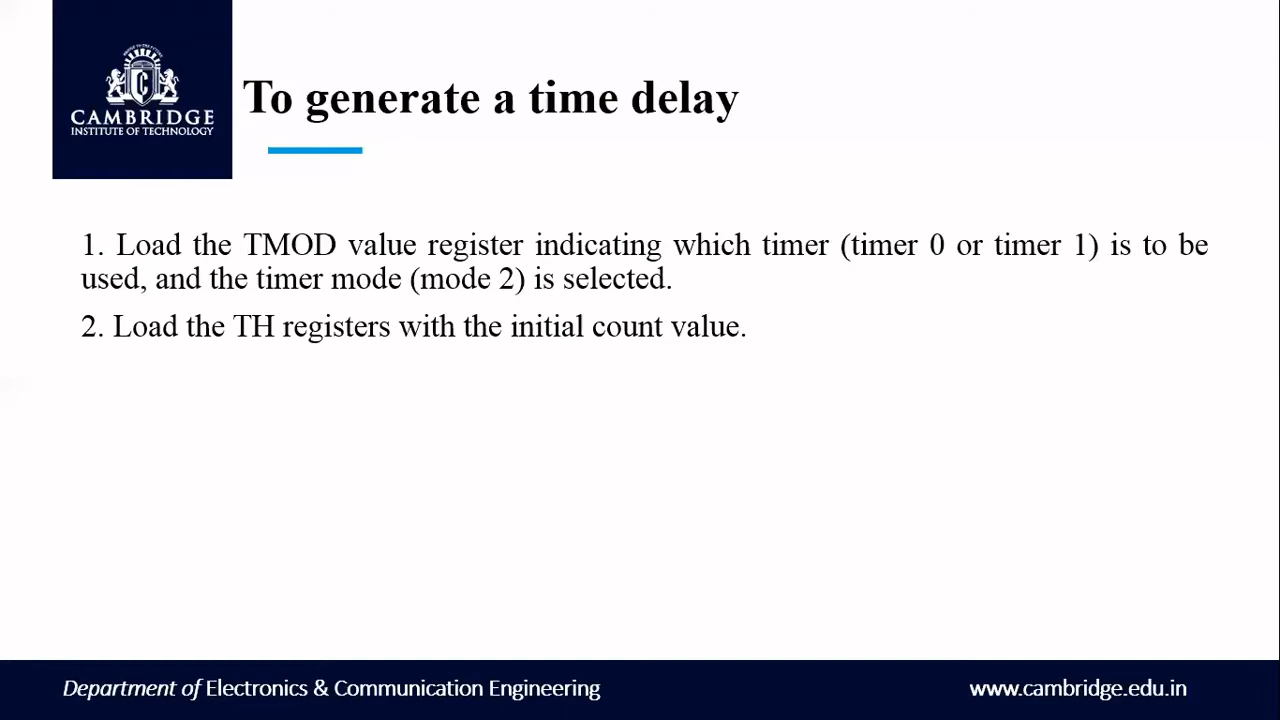 CAMBRIDGE
INSTITUTE OF TECHNOLOGY
To generate a time delay
1. Load the TMOD value register indicating which timer (timer 0 or timer 1) is to be
used, and the timer mode (mode 2) is selected.
2. Load the TH registers with the initial count value.
Department of Electronics & Communication Engineering
www.cambridge.edu.in